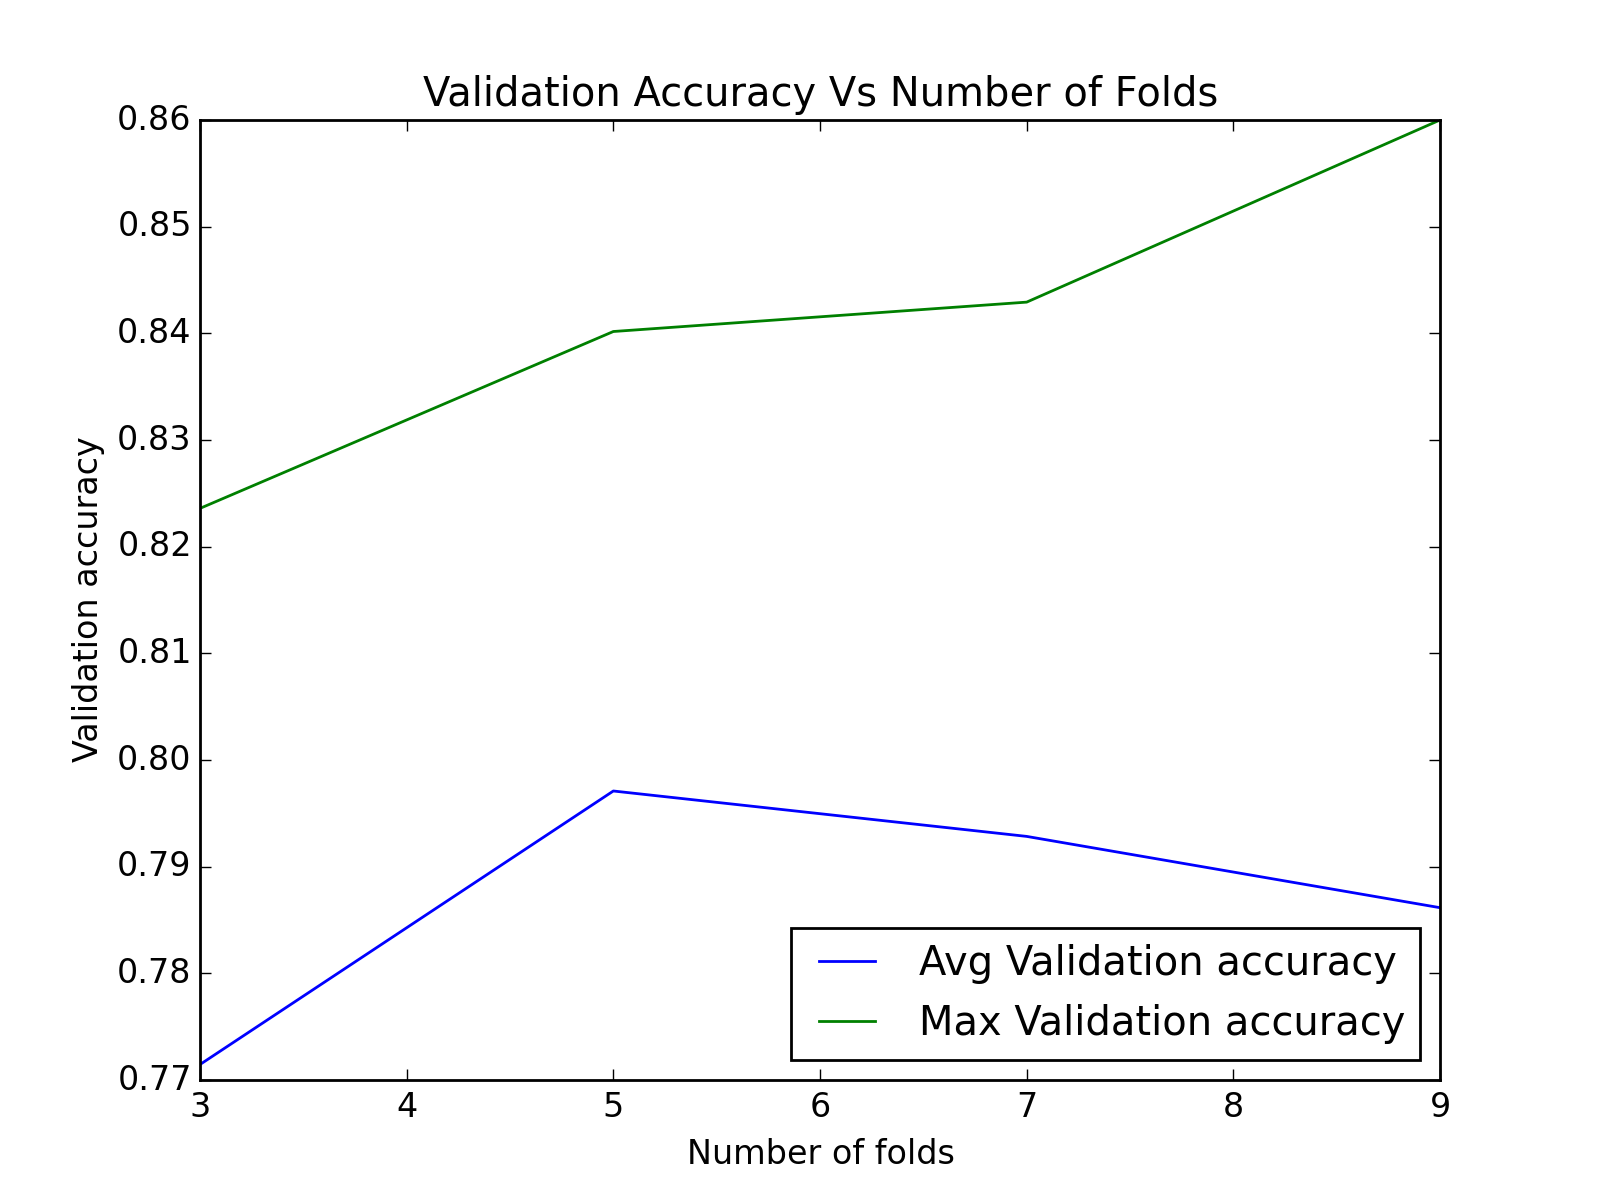 Validation Accuracy Vs Number of Folds
0.86
0.85
0.84
0.83
0.82
0.81
0.80
0.79
0.78
0.77
Validation accuracy
Avg Validation accuracy
Max Validation accuracy
3 4 5 6 7 8 9
Number of folds